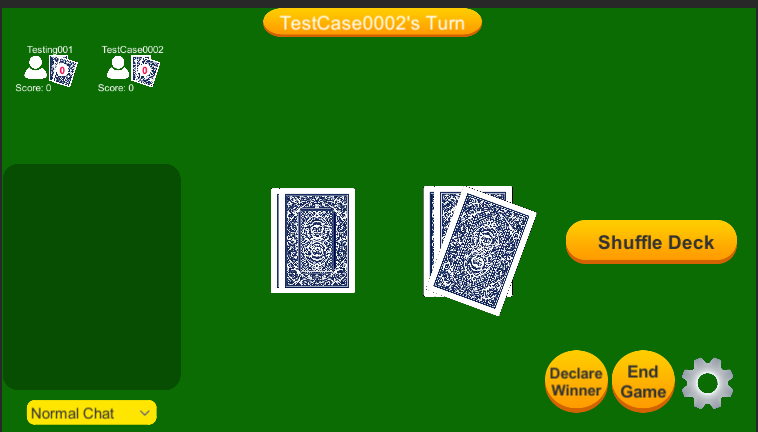 TestCase0002's Turn
Testing001
TestCase0002
0
0
Score: 0
Score: 0
Shuffle Deck
Declare
Winner
End
Game
Normal Chat